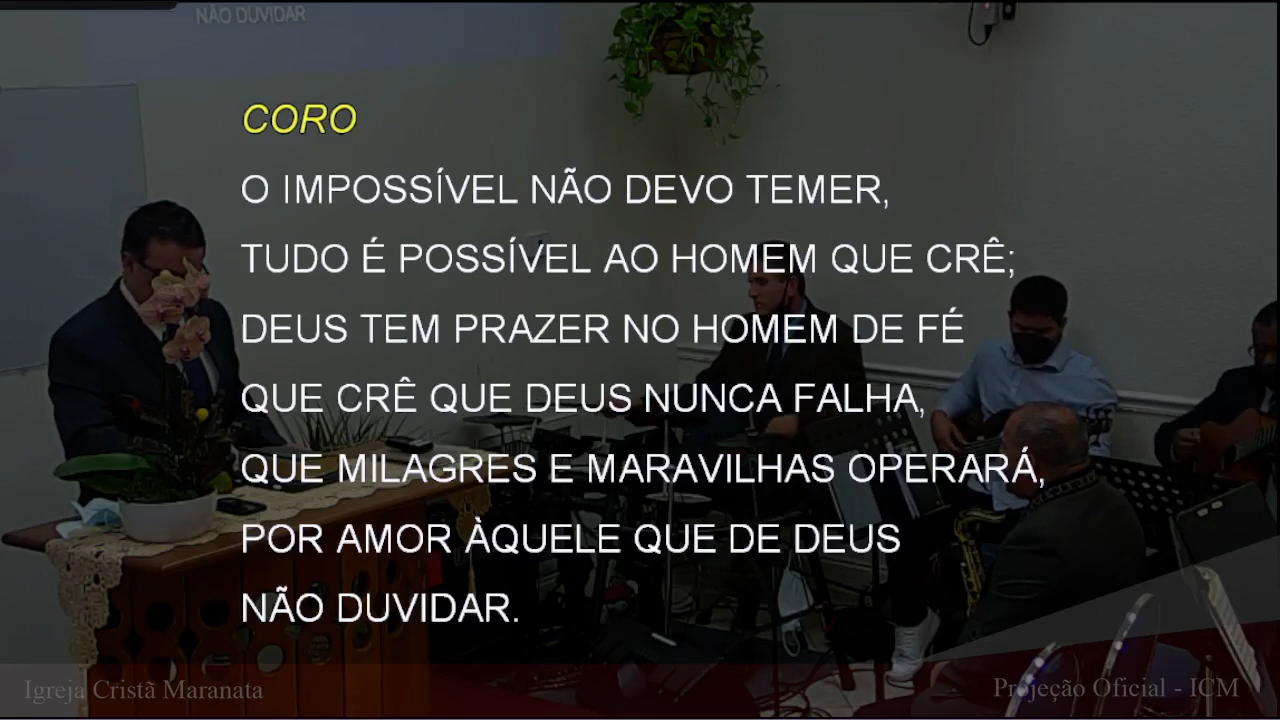 NÃO DUVIDAR
CORO
O IMPOSSÍVEL NÃO DEVO TEMER,
TUDO É POSSÍVEL AO HOMEM QUE CRÊ;
DEUS TEM PRAZER NO HOMEM DE FÉ
QUE CRÊ QUE DEUS NUNCA FALHA,
QUE MILAGRES E MARAVILHAS OPERARÁ,
POR AMOR ÀQUELE QUE DE DEUS
NÃO DUVIDAR.
Igreja Cristã Maranata
Projeção Oficial - ICM